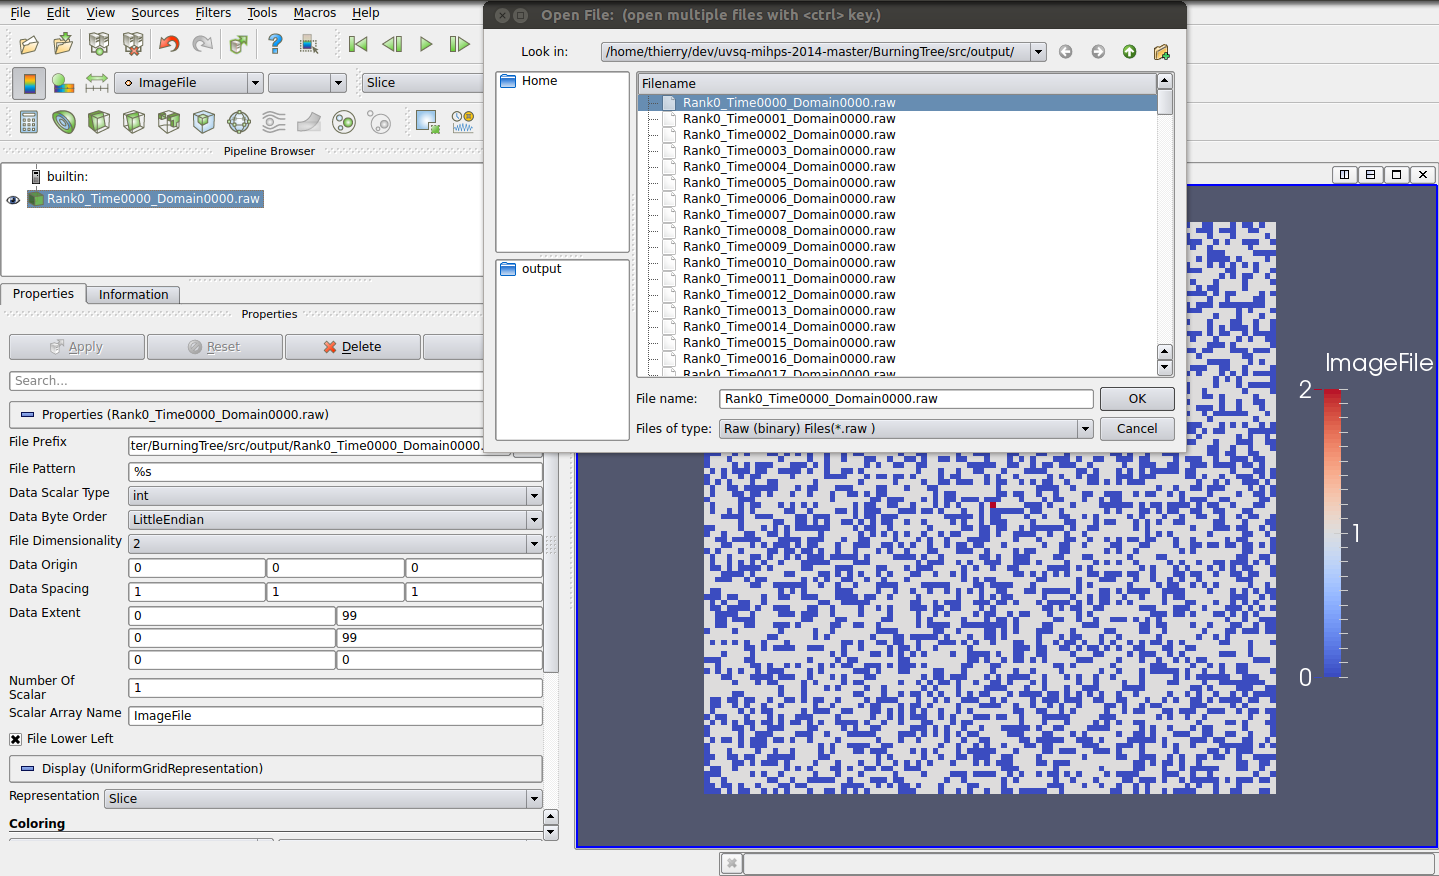 File Edit View Sources Filters Tools Macros Help
Open File: (open multiple files with <ctrl> key.)
ImageFile
Slice
Pipeline Browser
builtin:
Rank0_Time0000_Domain0000.raw
Properties Information
Properties
Apply Reset Delete
Search...
Properties (Rank0_Time0000_Domain0000.raw)
File Prefix ter/BurningTree/src/output/Rank0_Time0000_Domain0000.
File Pattern %s
Data Scalar Type int
Data Byte Order LittleEndian
File Dimensionality 2
Data Origin 0 0 0
Data Spacing 1 1 1
Data Extent 0 99
0 99
0 0
Number Of
Scalar 1
Scalar Array Name ImageFile
File Lower Left
Display (UniformGridRepresentation)
Representation Slice
Coloring
Look in: /home/thierry/dev/uvsq-mihps-2014-master/BurningTree/src/output/
Home
output
Filename
Rank0_Time0000_Domain0000.raw
Rank0_Time0001_Domain0000.raw
Rank0_Time0002_Domain0000.raw
Rank0_Time0003_Domain0000.raw
Rank0_Time0004_Domain0000.raw
Rank0_Time0005_Domain0000.raw
Rank0_Time0006_Domain0000.raw
Rank0_Time0007_Domain0000.raw
Rank0_Time0008_Domain0000.raw
Rank0_Time0009_Domain0000.raw
Rank0_Time0010_Domain0000.raw
Rank0_Time0011_Domain0000.raw
Rank0_Time0012_Domain0000.raw
Rank0_Time0013_Domain0000.raw
Rank0_Time0014_Domain0000.raw
Rank0_Time0015_Domain0000.raw
Rank0_Time0016_Domain0000.raw
Rank0_Time0017_Domain0000.raw
File name: Rank0_Time0000_Domain0000.raw OK
Files of type: Raw (binary) Files(*.raw ) Cancel
ImageFile
2
1
0